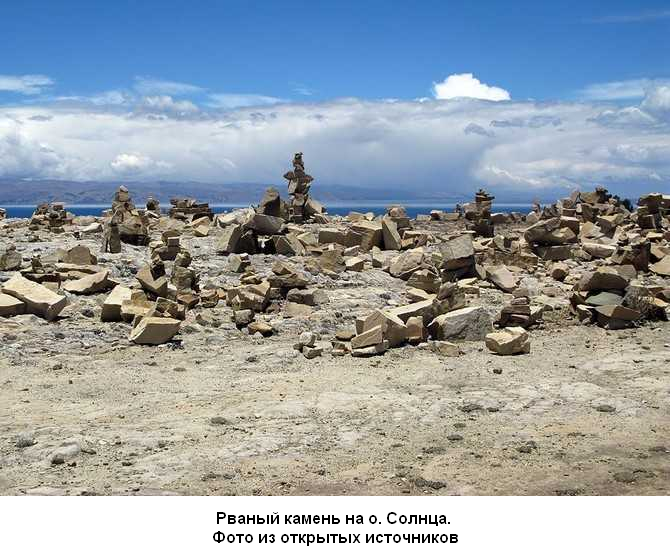 Рваный камень на о. Солнца.
Фото из открытых источников